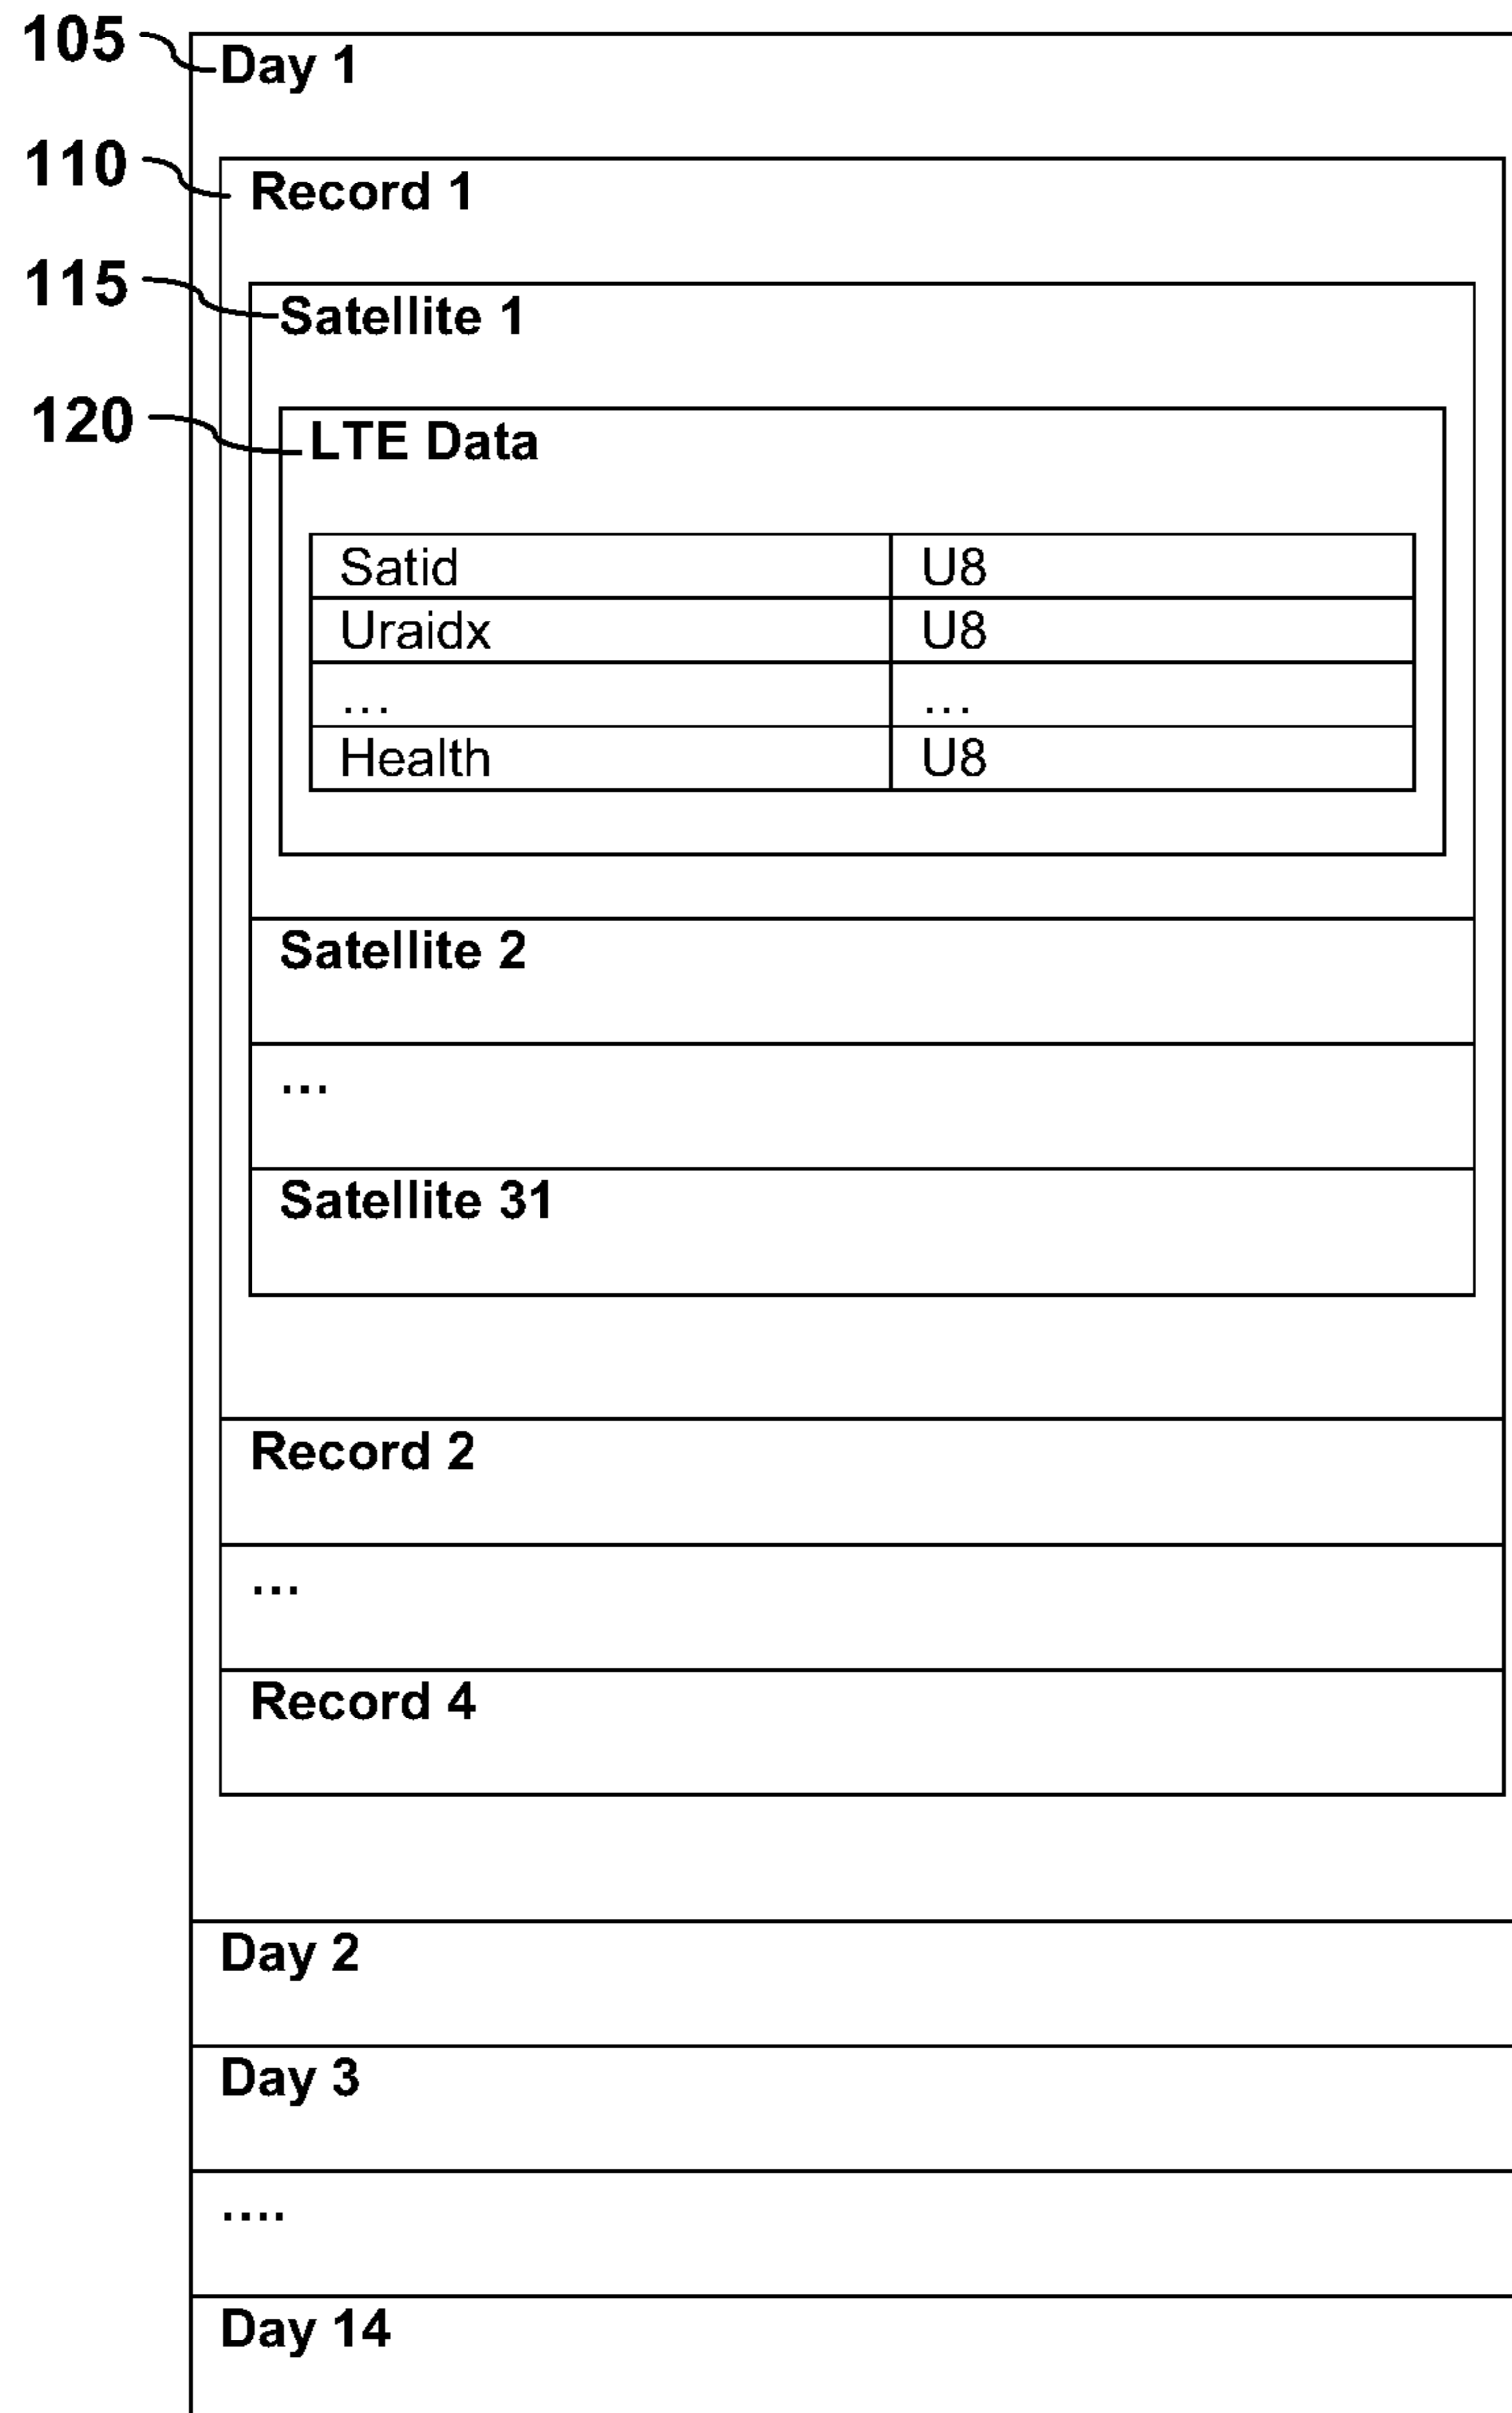 105 Day 1
110 Record 1
115 Satellite 1
120 LTE Data
Satid U8
Uraidx U8
... ...
Health U8
Satellite 2
...
Satellite 31
Record 2
...
Record 4
Day 2
Day 3
....
Day 14